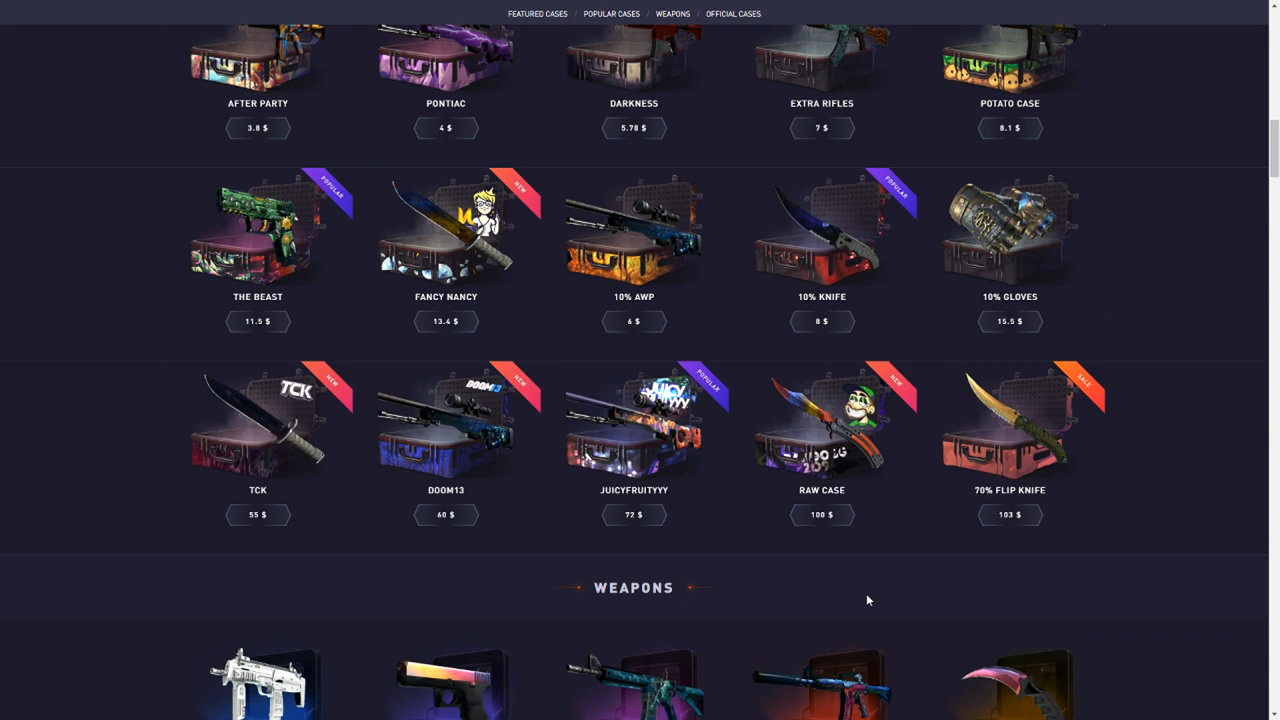 FEATURED CASES / POPULAR CASES / WEAPONS / OFFICIAL CASES
AFTER PARTY
PONTIAC
DARKNESS
EXTRA RIFLES
POTATO CASE
3.8 $
4 $
5.78 $
7 $
8.1 $
POPULAR
NEW
POPULAR
THE BEAST
FANCY NANCY
10% AWP
10% KNIFE
10% GLOVES
11.5 $
13.4 $
6 $
8 $
15.5 $
NEW
NEW
POPULAR
NEW
SALE
TCK
DOOM13
JUICY
TCK
DOOM13
JUICYFRUITYYY
RAW CASE
70% FLIP KNIFE
55 $
60 $
72 $
100 $
103 $
WEAPONS